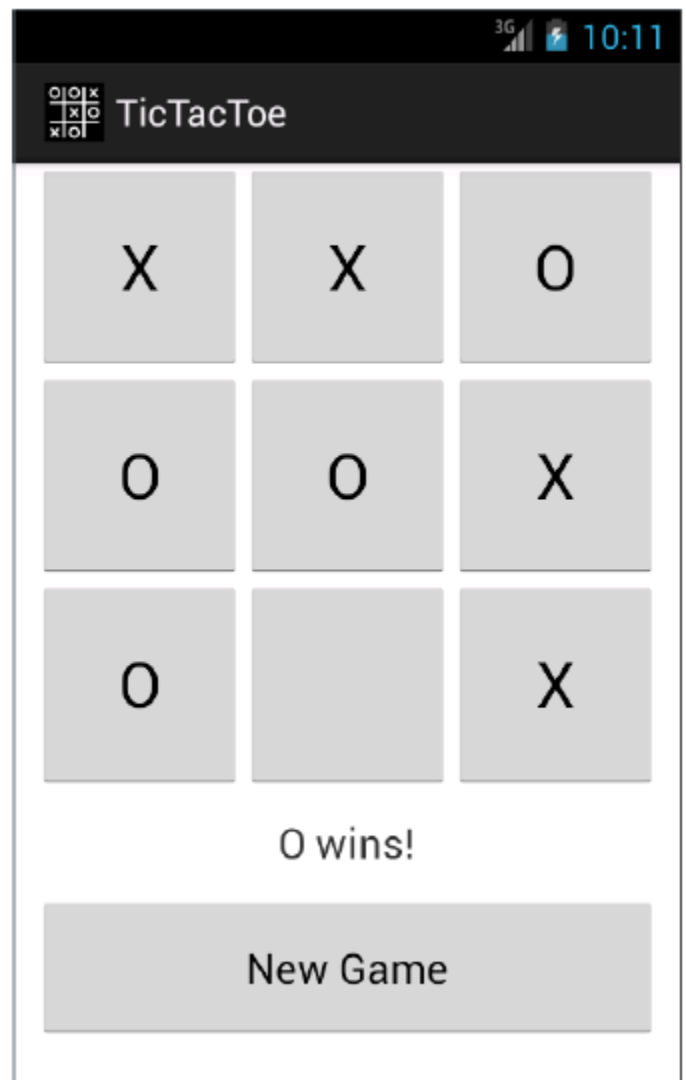 3G 10:11
O O X
X O
X O
TicTacToe
X X O
O O X
O X
O wins!
New Game